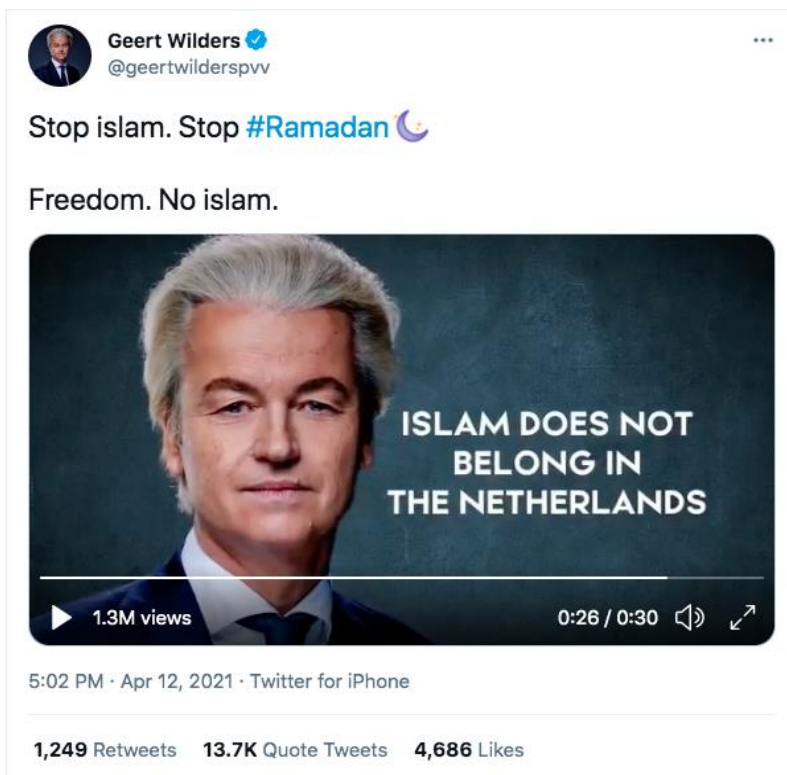 Geert Wilders
@geertwilderspvv
Stop islam. Stop #Ramadan
Freedom. No islam.
ISLAM DOES NOT
BELONG IN
THE NETHERLANDS
1.3M views 0:26 / 0:30
5:02 PM · Apr 12, 2021 · Twitter for iPhone
1,249 Retweets 13.7K Quote Tweets 4,686 Likes